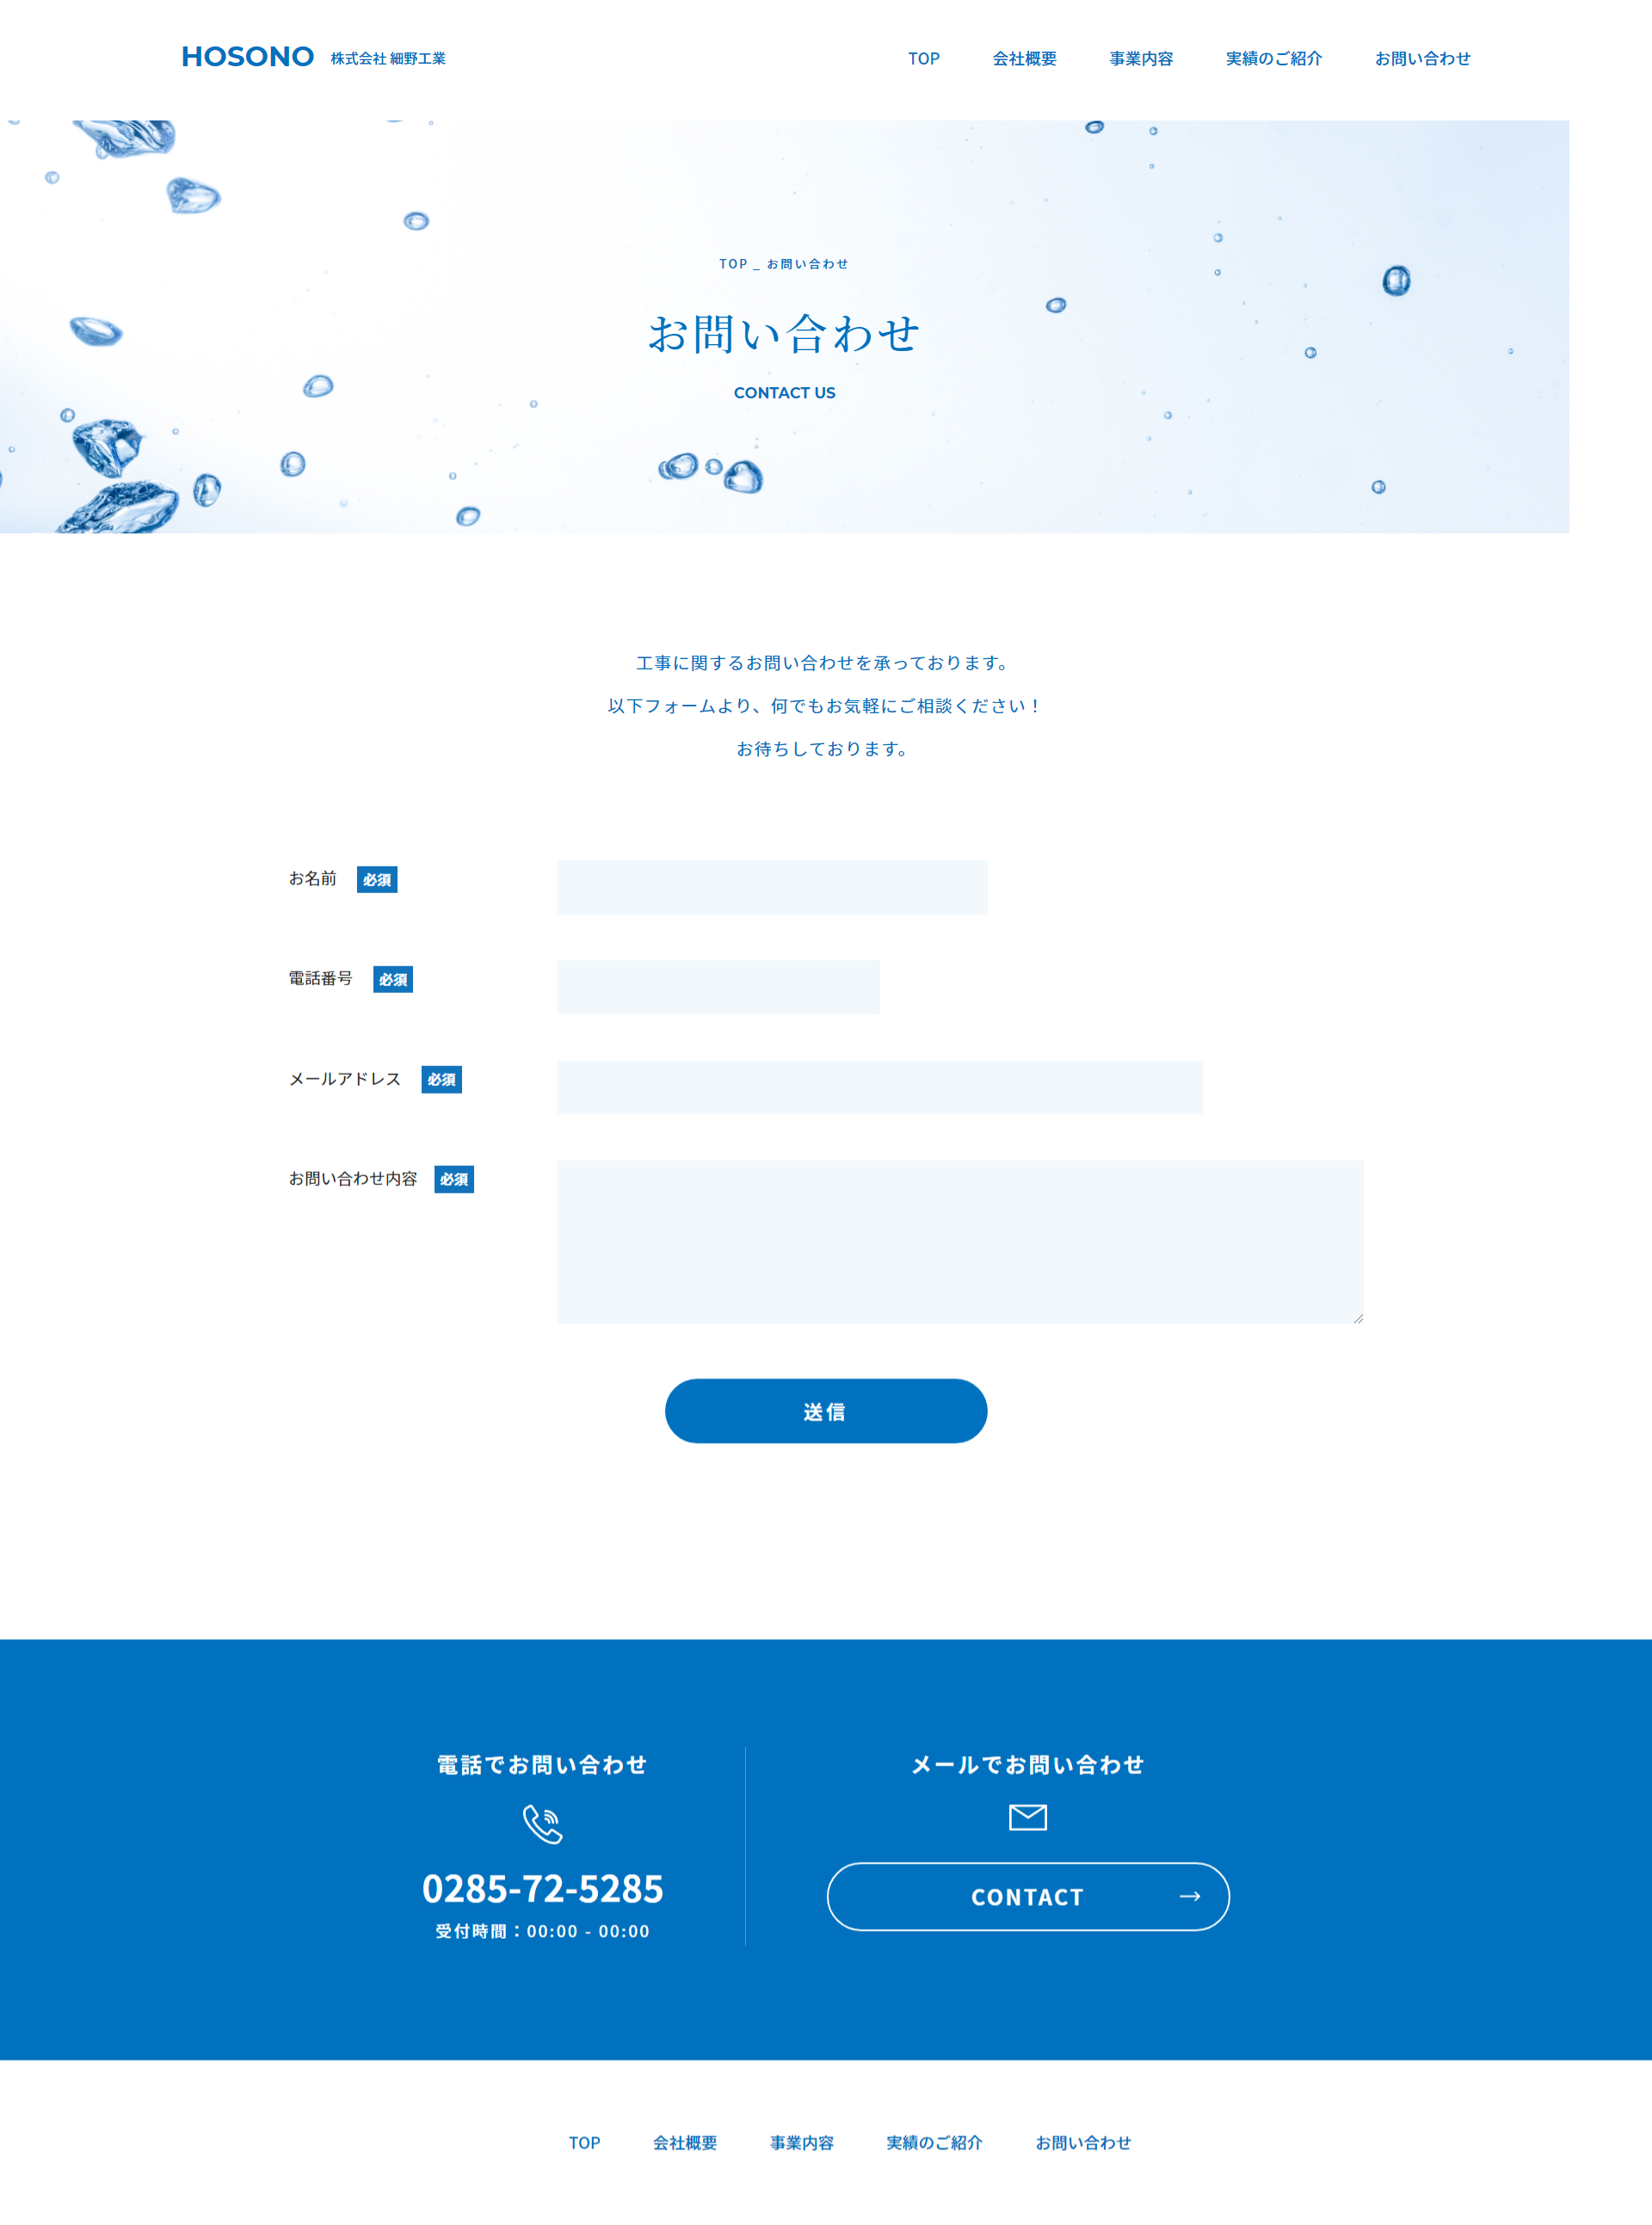 HOSONO 株式会社 細野工業
TOP 会社概要 事業内容 実績のご紹介 お問い合わせ
TOP _ お問い合わせ
お問い合わせ
CONTACT US
工事に関するお問い合わせを承っております。
以下フォームより、何でもお気軽にご相談ください！
お待ちしております。
お名前 必須
電話番号 必須
メールアドレス 必須
お問い合わせ内容 必須
送信
電話でお問い合わせ
0285-72-5285
受付時間：00:00 - 00:00
メールでお問い合わせ
CONTACT
TOP 会社概要 事業内容 実績のご紹介 お問い合わせ